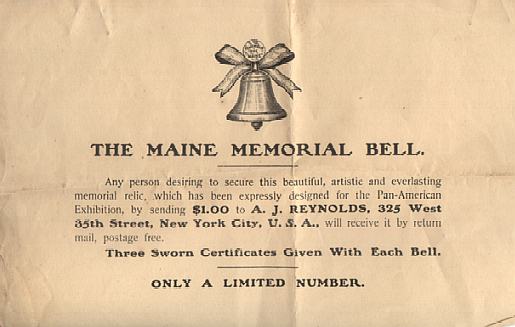 THE MAINE MEMORIAL BELL.
Any person desiring to secure this beautiful, artistic and everlasting
memorial relic, which has been expressly designed for the Pan-American
Exhibition, by sending $1.00 to A. J. REYNOLDS, 325 West
35th Street, New York City, U. S. A., will receive it by return
mail, postage free.
Three Sworn Certificates Given With Each Bell.
ONLY A LIMITED NUMBER.